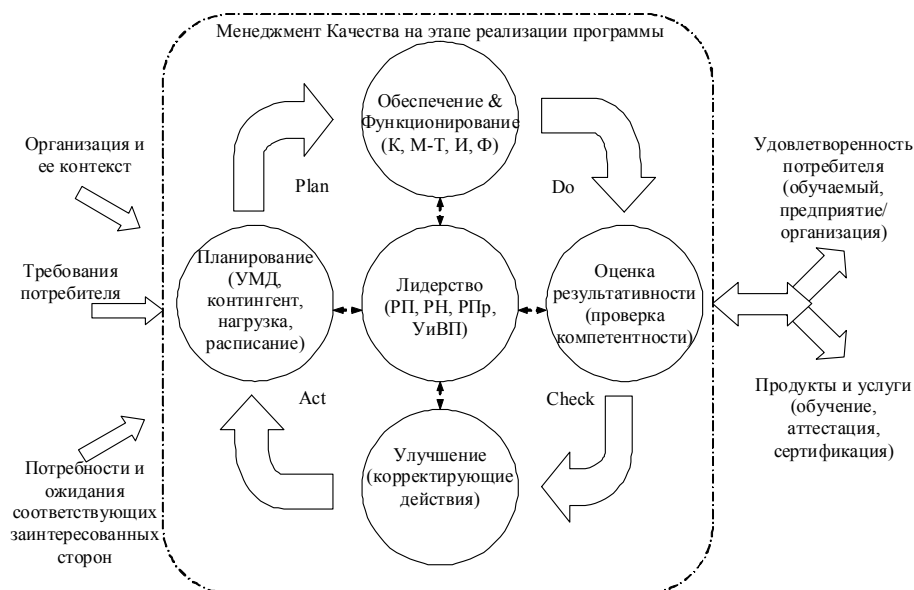 Менеджмент Качества на этапе реализации программы
Организация и
ее контекст
Требования
потребителя
Потребности и
ожидания
соответствующих
заинтересованных
сторон
Plan
Обеспечение &
Функционирование
(К, М-Т, И, Ф)
Do
Планирование
(УМД,
контингент,
нагрузка,
расписание)
Лидерство
(РП, РН, РПр,
УиВП)
Оценка
результативности
(проверка
компетентности)
Act
Улучшение
(корректирующие
действия)
Check
Удовлетворенность
потребителя
(обучаемый,
предприятие/
организация)
Продукты и услуги
(обучение,
аттестация,
сертификация)